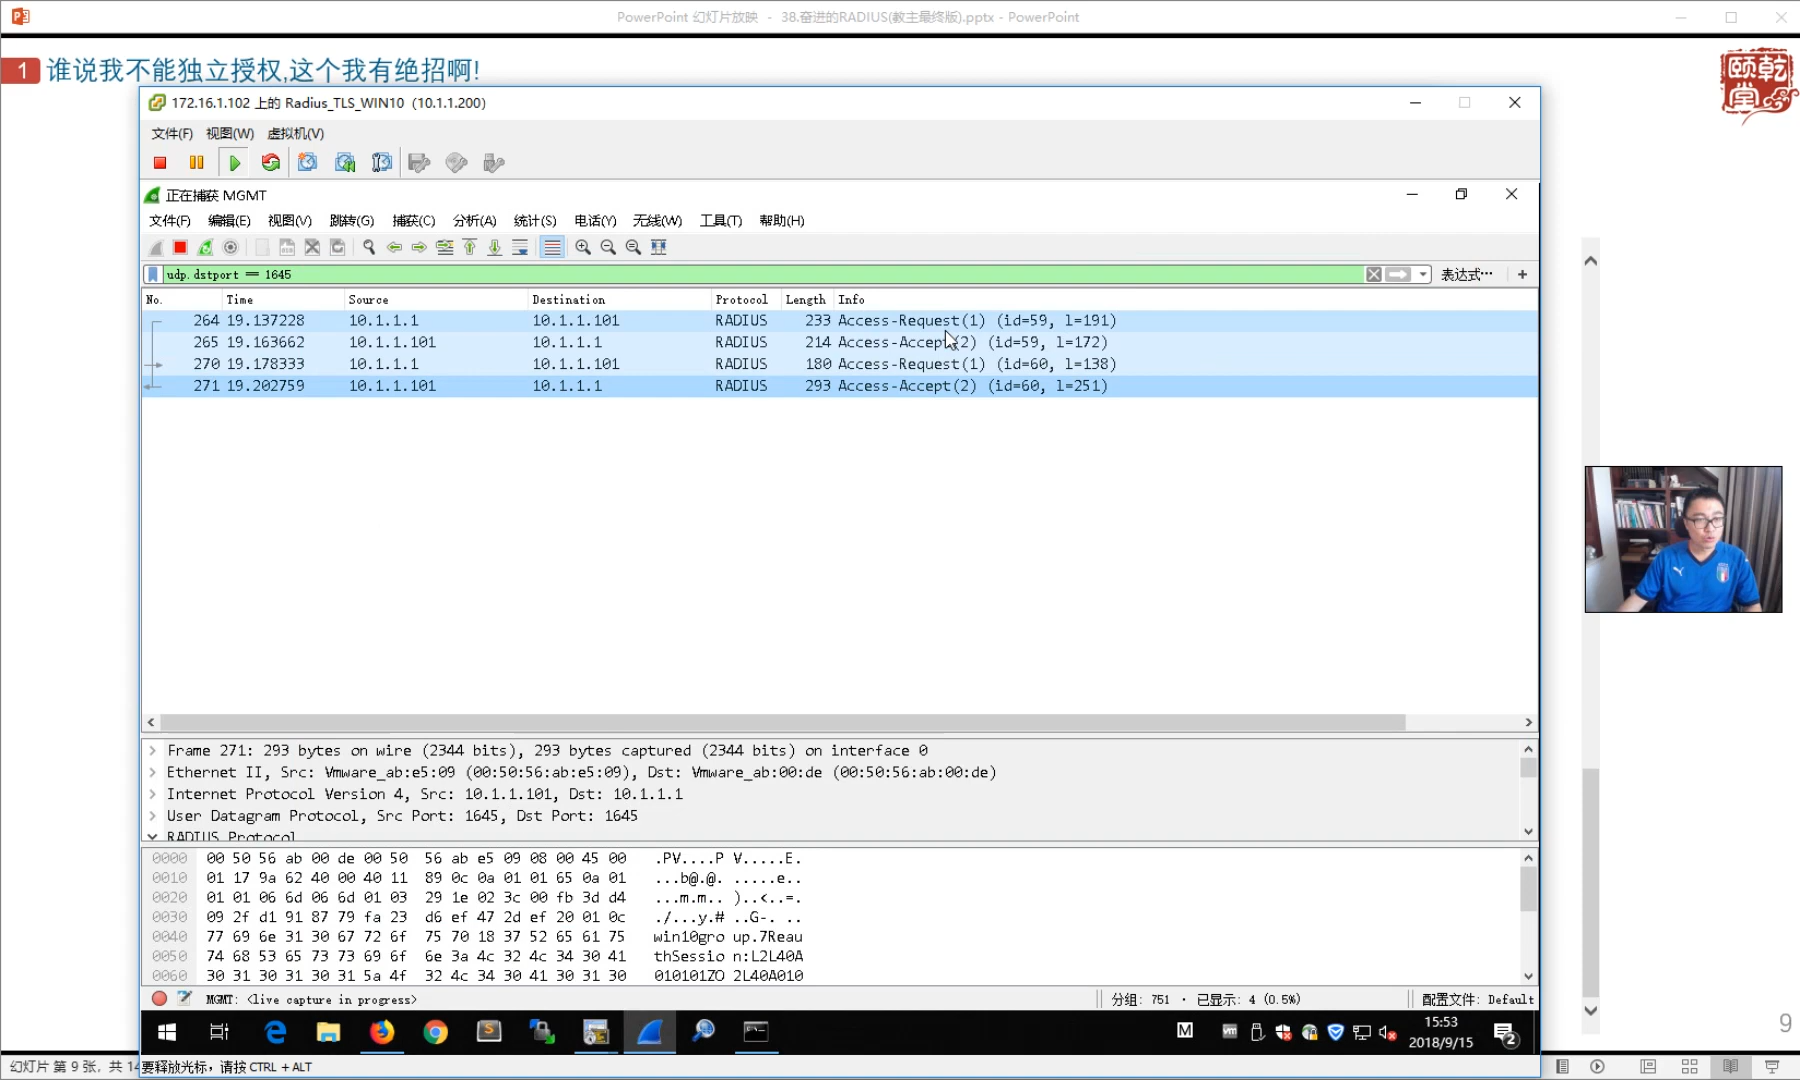 PowerPoint 幻灯片放映 - 38.奋进的RADIUS(教主最终版).pptx - PowerPoint
1 谁说我不能独立授权,这个我有绝招啊!
颐乾堂
172.16.1.102 上的 Radius_TLS_WIN10 (10.1.1.200)
文件(F) 视图(W) 虚拟机(V)
正在捕获 MGMT
文件(F) 编辑(E) 视图(V) 跳转(G) 捕获(C) 分析(A) 统计(S) 电话(Y) 无线(W) 工具(T) 帮助(H)
udp.dstport == 1645 表达式… +
No. Time Source Destination Protocol Length Info
264 19.137228 10.1.1.1 10.1.1.101 RADIUS 233 Access-Request(1) (id=59, l=191)
265 19.163662 10.1.1.101 10.1.1.1 RADIUS 214 Access-Accept(2) (id=59, l=172)
270 19.178333 10.1.1.1 10.1.1.101 RADIUS 180 Access-Request(1) (id=60, l=138)
271 19.202759 10.1.1.101 10.1.1.1 RADIUS 293 Access-Accept(2) (id=60, l=251)
Frame 271: 293 bytes on wire (2344 bits), 293 bytes captured (2344 bits) on interface 0
Ethernet II, Src: Vmware_ab:e5:09 (00:50:56:ab:e5:09), Dst: Vmware_ab:00:de (00:50:56:ab:00:de)
Internet Protocol Version 4, Src: 10.1.1.101, Dst: 10.1.1.1
User Datagram Protocol, Src Port: 1645, Dst Port: 1645
RADIUS Protocol
0000 00 50 56 ab 00 de 00 50 56 ab e5 09 08 00 45 00 .PV....P V.....E.
0010 01 17 9a 62 40 00 40 11 89 0c 0a 01 01 65 0a 01 ...b@.@. .....e..
0020 01 01 06 6d 06 6d 01 03 29 1e 02 3c 00 fb 3d d4 ...m.m.. )..<..=.
0030 09 2f d1 91 87 79 fa 23 d6 ef 47 2d ef 20 01 0c ./...y.# ..G-. ..
0040 77 69 6e 31 30 67 72 6f 75 70 18 37 52 65 61 75 win10gro up.7Reau
0050 74 68 53 65 73 73 69 6f 6e 3a 4c 32 4c 34 30 41 thSessio n:L2L40A
0060 30 31 30 31 30 31 5a 4f 32 4c 34 30 41 30 31 30 010101ZO 2L40A010
MGMT: <live capture in progress> 分组: 751 · 已显示: 4 (0.5%) 配置文件: Default
15:53
2018/9/15
2
9
幻灯片 第 9 张, 共 14
要释放光标，请按 CTRL + ALT